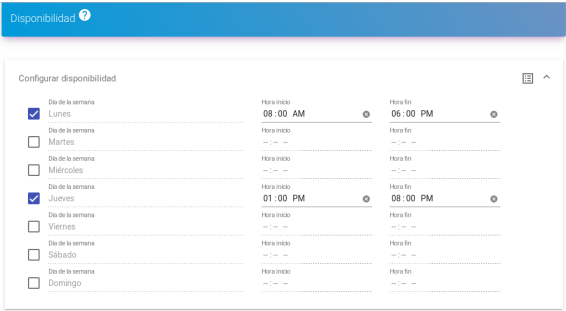 Disponibilidad ?
Configurar disponibilidad
Día de la semana Hora inicio Hora fin
Lunes 08:00 AM 06:00 PM
Día de la semana Hora inicio Hora fin
Martes --:-- -- --:-- --
Día de la semana Hora inicio Hora fin
Miércoles --:-- -- --:-- --
Día de la semana Hora inicio Hora fin
Jueves 01:00 PM 08:00 PM
Día de la semana Hora inicio Hora fin
Viernes --:-- -- --:-- --
Día de la semana Hora inicio Hora fin
Sábado --:-- -- --:-- --
Día de la semana Hora inicio Hora fin
Domingo --:-- -- --:-- --